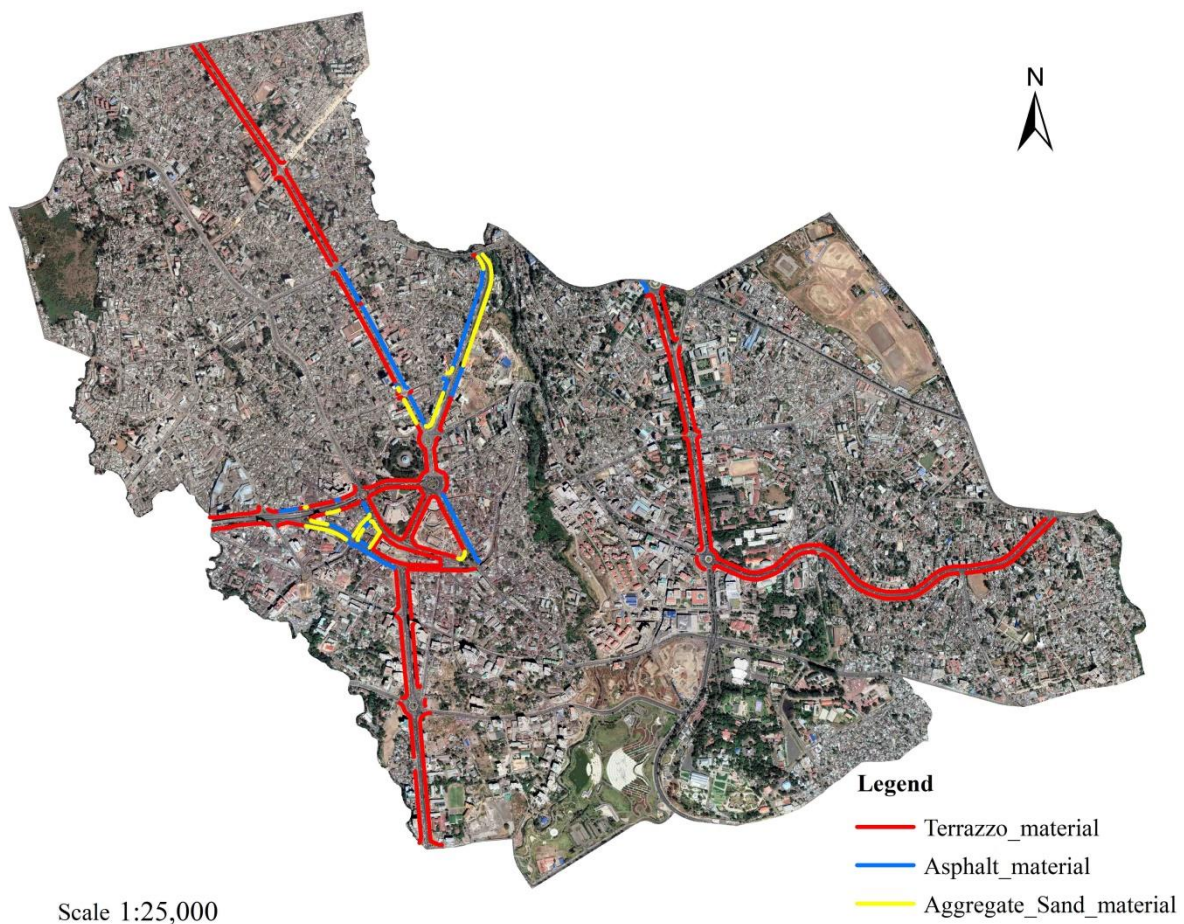 N
Legend
Terrazzo_material
Asphalt_material
Aggregate_Sand_material
Scale 1:25,000